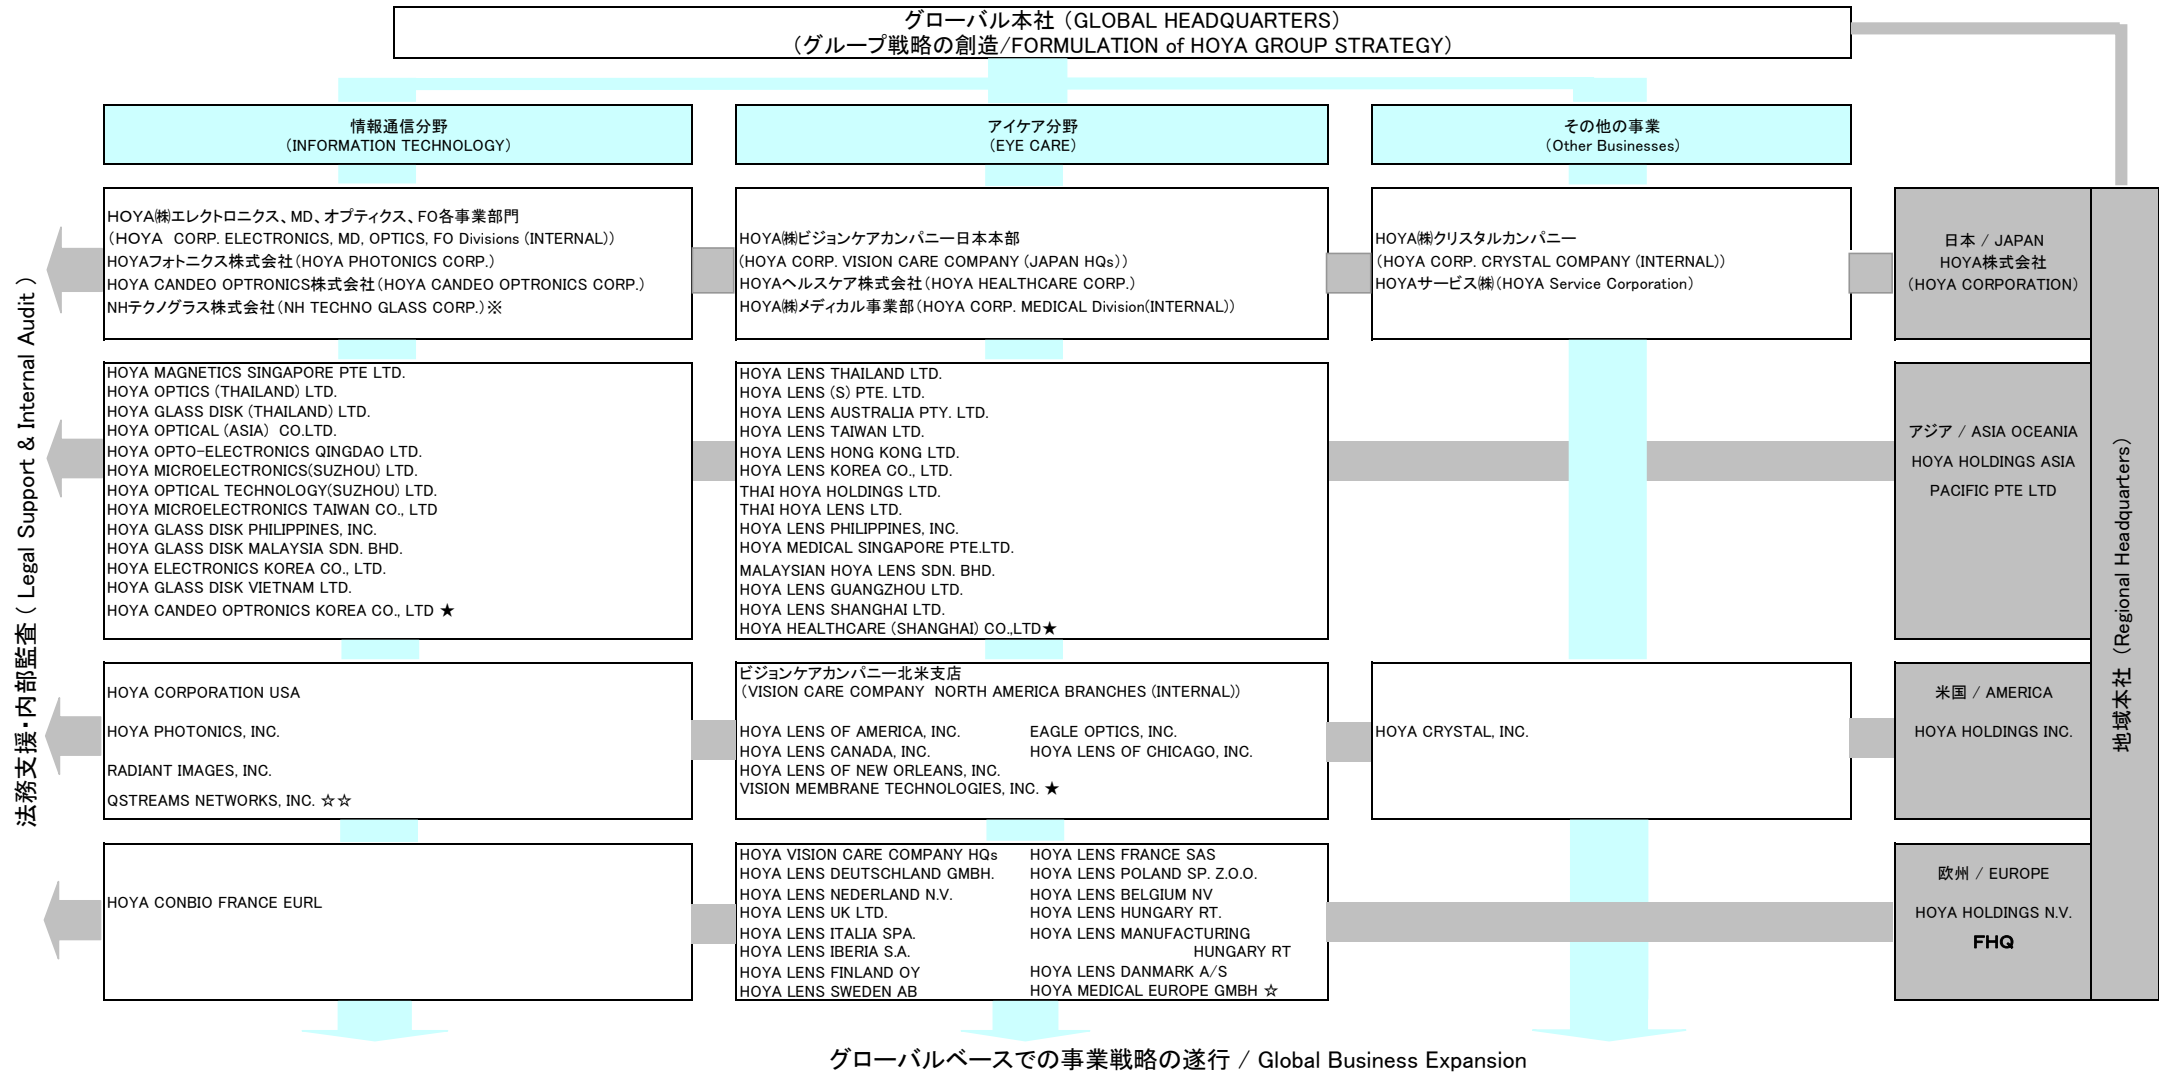 グローバル本社 (GLOBAL HEADQUARTERS)
(グループ戦略の創造/FORMULATION of HOYA GROUP STRATEGY)
情報通信分野
(INFORMATION TECHNOLOGY)
アイケア分野
(EYE CARE)
その他の事業
(Other Businesses)
HOYA㈱エレクトロニクス、MD、オプティクス、FO各事業部門
(HOYA CORP. ELECTRONICS, MD, OPTICS, FO Divisions (INTERNAL))
HOYAフォトニクス株式会社(HOYA PHOTONICS CORP.)
HOYA CANDEO OPTRONICS株式会社(HOYA CANDEO OPTRONICS CORP.)
NHテクノグラス株式会社(NH TECHNO GLASS CORP.)※
HOYA㈱ビジョンケアカンパニー日本本部
(HOYA CORP. VISION CARE COMPANY (JAPAN HQs))
HOYAヘルスケア株式会社(HOYA HEALTHCARE CORP.)
HOYA㈱メディカル事業部(HOYA CORP. MEDICAL Division(INTERNAL))
HOYA㈱クリスタルカンパニー
(HOYA CORP. CRYSTAL COMPANY (INTERNAL))
HOYAサービス㈱(HOYA Service Corporation)
日本 / JAPAN
HOYA株式会社
(HOYA CORPORATION)
HOYA MAGNETICS SINGAPORE PTE LTD.
HOYA OPTICS (THAILAND) LTD.
HOYA GLASS DISK (THAILAND) LTD.
HOYA OPTICAL (ASIA) CO.LTD.
HOYA OPTO-ELECTRONICS QINGDAO LTD.
HOYA MICROELECTRONICS(SUZHOU) LTD.
HOYA OPTICAL TECHNOLOGY(SUZHOU) LTD.
HOYA MICROELECTRONICS TAIWAN CO., LTD
HOYA GLASS DISK PHILIPPINES, INC.
HOYA GLASS DISK MALAYSIA SDN. BHD.
HOYA ELECTRONICS KOREA CO., LTD.
HOYA GLASS DISK VIETNAM LTD.
HOYA CANDEO OPTRONICS KOREA CO., LTD ★
HOYA LENS THAILAND LTD.
HOYA LENS (S) PTE. LTD.
HOYA LENS AUSTRALIA PTY. LTD.
HOYA LENS TAIWAN LTD.
HOYA LENS HONG KONG LTD.
HOYA LENS KOREA CO., LTD.
THAI HOYA HOLDINGS LTD.
THAI HOYA LENS LTD.
HOYA LENS PHILIPPINES, INC.
HOYA MEDICAL SINGAPORE PTE.LTD.
MALAYSIAN HOYA LENS SDN. BHD.
HOYA LENS GUANGZHOU LTD.
HOYA LENS SHANGHAI LTD.
HOYA HEALTHCARE (SHANGHAI) CO.,LTD★
アジア / ASIA OCEANIA
HOYA HOLDINGS ASIA
PACIFIC PTE LTD
HOYA CORPORATION USA
HOYA PHOTONICS, INC.
RADIANT IMAGES, INC.
QSTREAMS NETWORKS, INC. ☆☆
ビジョンケアカンパニー北米支店
(VISION CARE COMPANY NORTH AMERICA BRANCHES (INTERNAL))
HOYA LENS OF AMERICA, INC.
HOYA LENS CANADA, INC.
HOYA LENS OF NEW ORLEANS, INC.
VISION MEMBRANE TECHNOLOGIES, INC. ★
EAGLE OPTICS, INC.
HOYA LENS OF CHICAGO, INC.
HOYA CRYSTAL, INC.
米国 / AMERICA
HOYA HOLDINGS INC.
HOYA CONBIO FRANCE EURL
HOYA VISION CARE COMPANY HQs
HOYA LENS DEUTSCHLAND GMBH.
HOYA LENS NEDERLAND N.V.
HOYA LENS UK LTD.
HOYA LENS ITALIA SPA.
HOYA LENS IBERIA S.A.
HOYA LENS FINLAND OY
HOYA LENS SWEDEN AB
HOYA LENS FRANCE SAS
HOYA LENS POLAND SP. Z.O.O.
HOYA LENS BELGIUM NV
HOYA LENS HUNGARY RT.
HOYA LENS MANUFACTURING
HUNGARY RT
HOYA LENS DANMARK A/S
HOYA MEDICAL EUROPE GMBH ☆
欧州 / EUROPE
HOYA HOLDINGS N.V.
FHQ
法務支援・内部監査 ( Legal Support & Internal Audit )
地域本社 (Regional Headquarters)
グローバルベースでの事業戦略の遂行 / Global Business Expansion